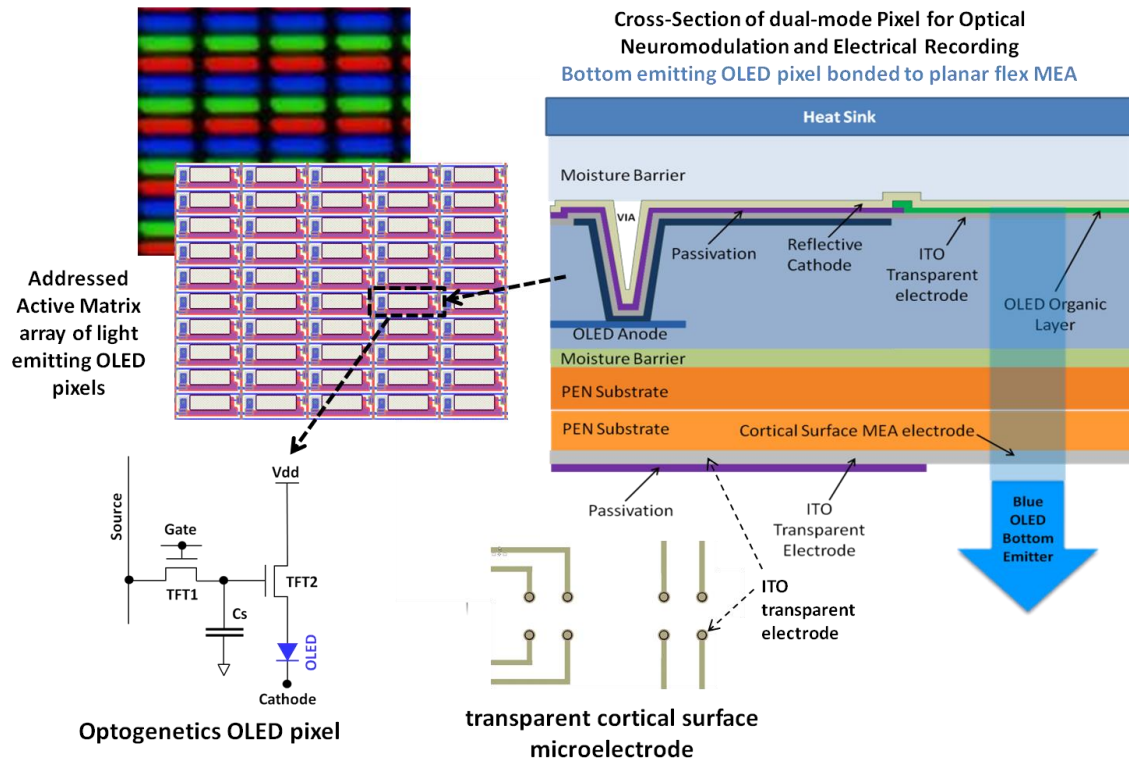 Cross-Section of dual-mode Pixel for Optical
Neuromodulation and Electrical Recording
Bottom emitting OLED pixel bonded to planar flex MEA
Heat Sink
Moisture Barrier
VIA
Passivation
Reflective
Cathode
ITO
Transparent
electrode
OLED Organic
Layer
OLED Anode
Moisture Barrier
PEN Substrate
PEN Substrate
Cortical Surface MEA electrode
Passivation
ITO
Transparent
Electrode
Blue
OLED
Bottom
Emitter
Addressed
Active Matrix
array of light
emitting OLED
pixels
Source
Gate
TFT1
Cs
Vdd
TFT2
OLED
Cathode
Optogenetics OLED pixel
ITO
transparent
electrode
transparent cortical surface
microelectrode